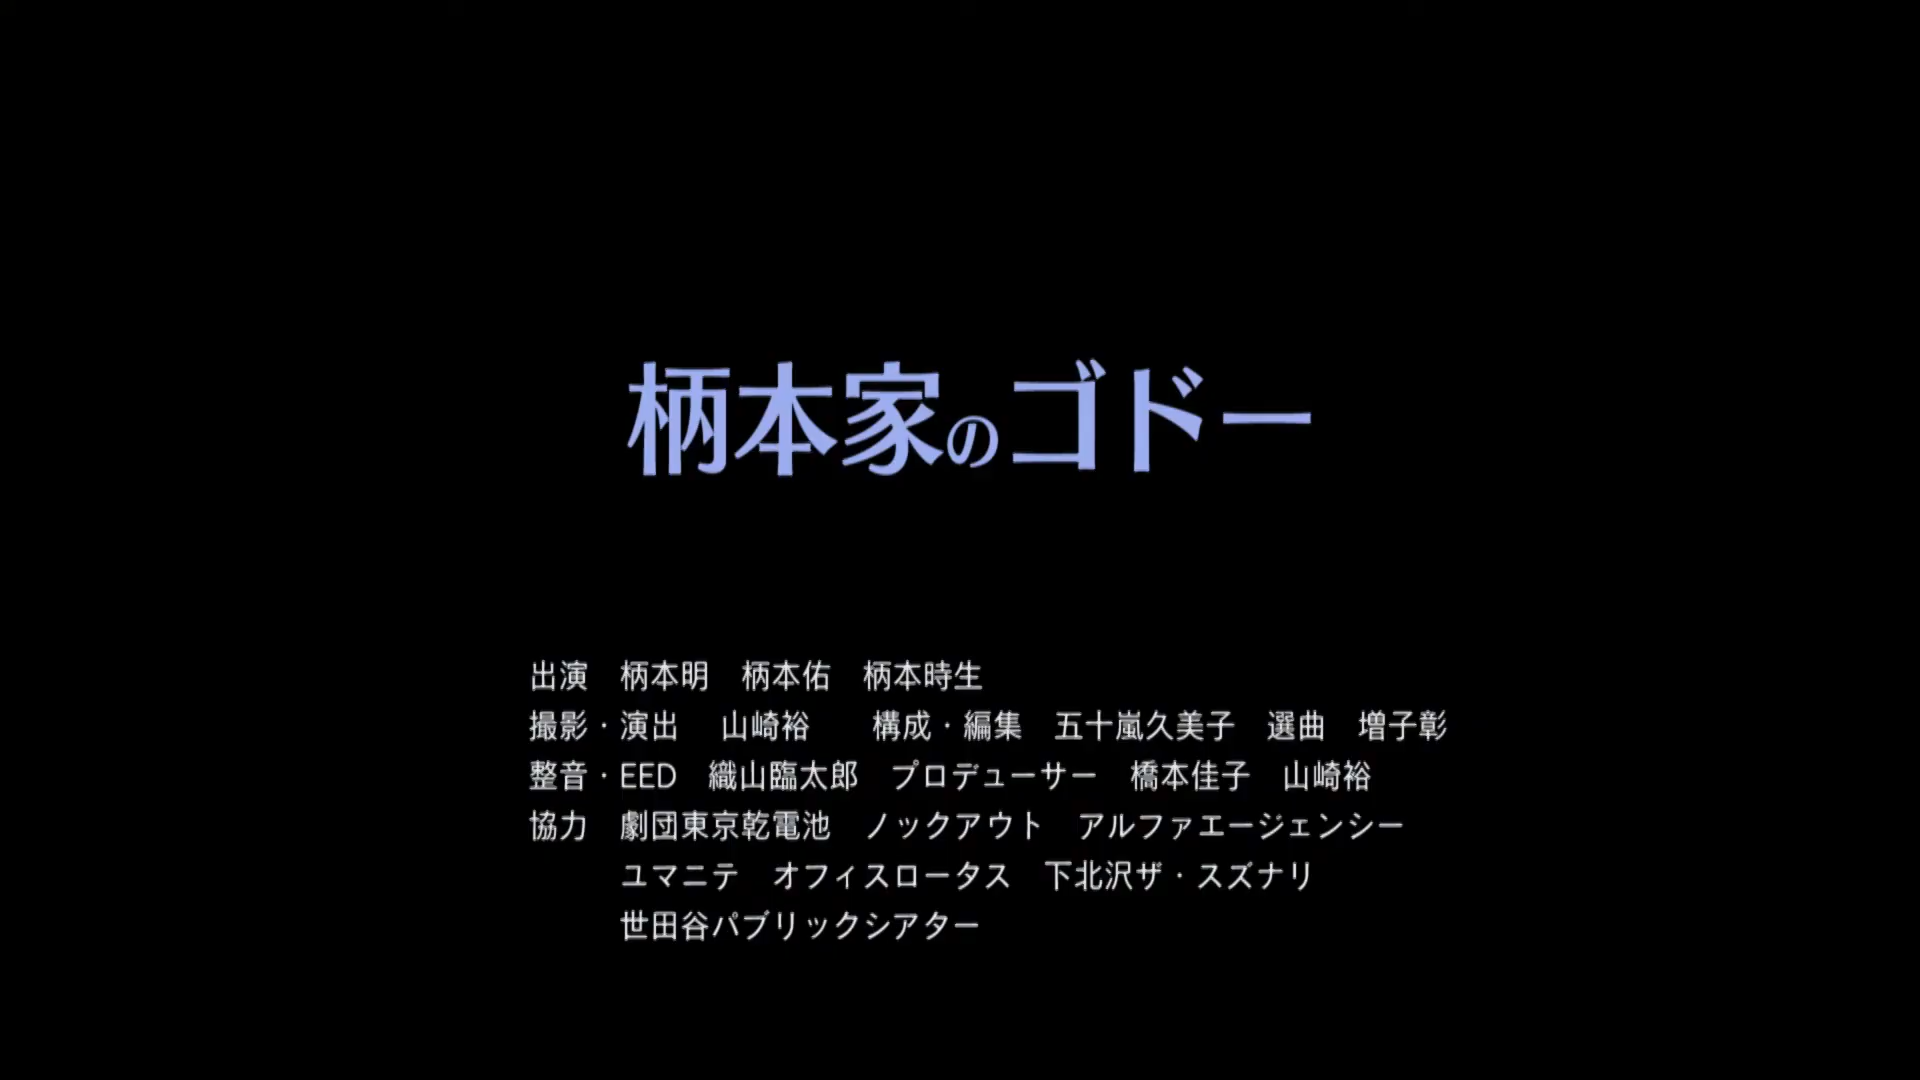 柄本家のゴドー
出演　柄本明　柄本佑　柄本時生
撮影・演出　山崎裕　　構成・編集　五十嵐久美子　選曲　増子彰
整音・EED　織山臨太郎　プロデューサー　橋本佳子　山崎裕
協力　劇団東京乾電池　ノックアウト　アルファエージェンシー
ユマニテ　オフィスロータス　下北沢ザ・スズナリ
世田谷パブリックシアター